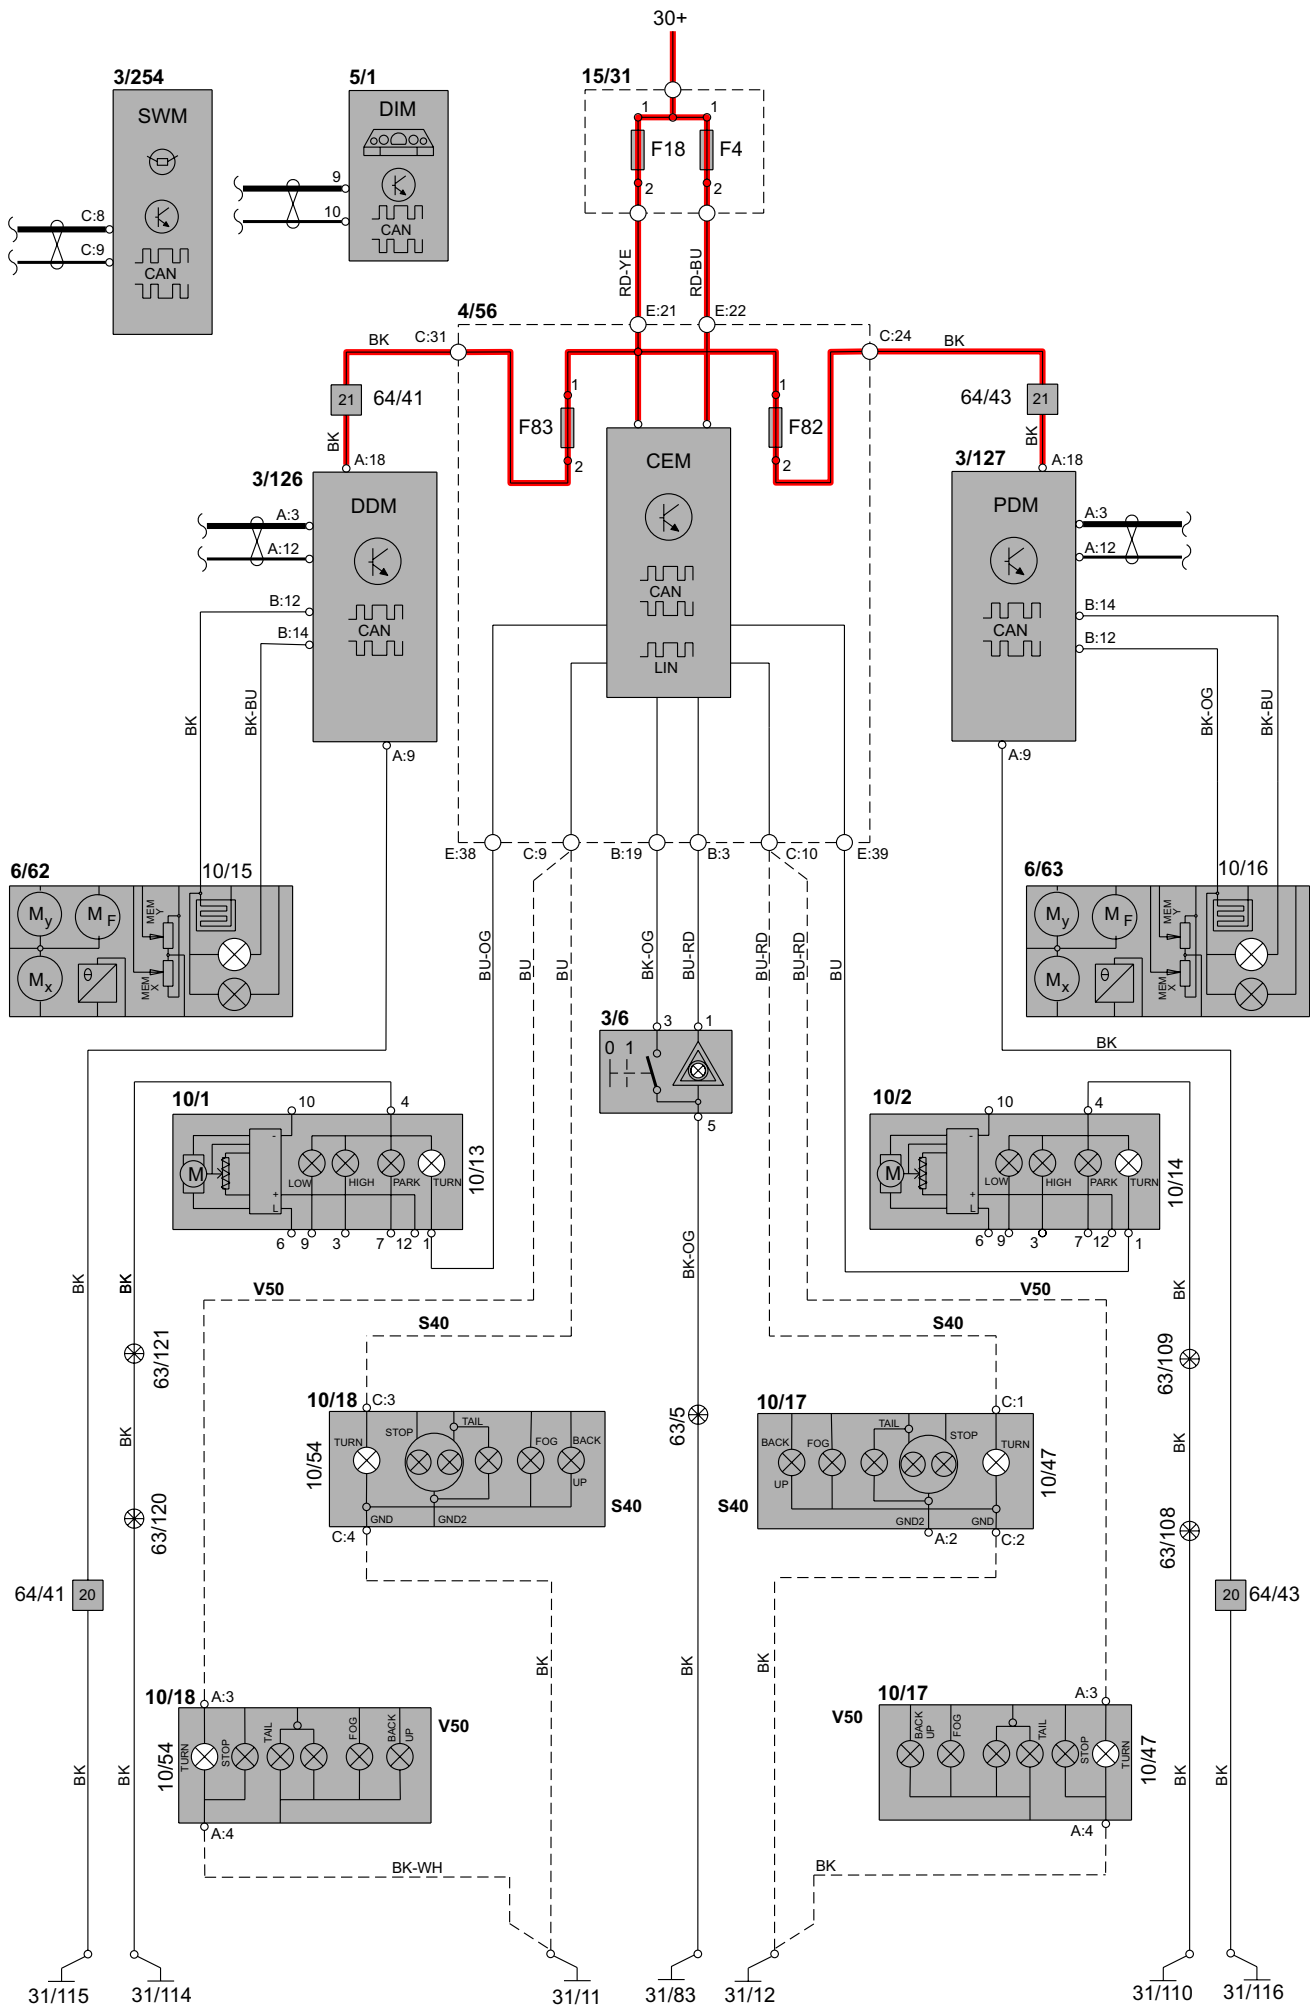 30+
3/254
5/1
15/31
SWM
DIM
1
1
F18
F4
9
2
2
10
CAN
C:8
C:9
CAN
RD-YE
RD-BU
4/56
E:21
E:22
BK
C:31
C:24
BK
21
64/41
1
1
64/43
21
BK
F83
F82
BK
A:18
2
CEM
2
A:18
3/126
3/127
DDM
PDM
A:3
A:3
A:12
A:12
CAN
B:12
CAN
B:14
CAN
B:14
B:12
LIN
BK
BK-BU
BK-OG
BK-BU
A:9
A:9
E:38
C:9
B:19
B:3
C:10
E:39
6/62
10/15
6/63
10/16
My
MF
MEM Y
My
MF
MEM Y
Mx
θ
MEM X
Mx
θ
MEM X
BU-OG
BU
BU
BK-OG
BU-RD
BU-RD
BU-RD
BU
3/6
3
1
0 1
BK
5
10/1
10
4
10/2
10
4
-
M
LOW
HIGH
PARK
TURN
+
L
10/13
-
M
LOW
HIGH
PARK
TURN
+
L
10/14
6
9
3
7
12
1
6
9
3
7
12
1
BK
BK
BK-OG
BK
V50
V50
S40
S40
63/121
63/109
10/18
C:3
10/17
C:1
63/5
TURN
STOP
TAIL
FOG
BACK
UP
BACK
UP
FOG
TAIL
STOP
TURN
10/54
10/47
BK
BK
S40
S40
GND
GND2
GND2
GND
C:4
A:2
C:2
63/120
63/108
64/41
20
20
64/43
BK
BK
BK
10/18
A:3
10/17
A:3
V50
V50
TURN
STOP
TAIL
FOG
BACK
UP
BACK
UP
FOG
TAIL
STOP
TURN
10/54
10/47
BK
BK
BK
BK
A:4
A:4
BK-WH
BK
31/115
31/114
31/11
31/83
31/12
31/110
31/116